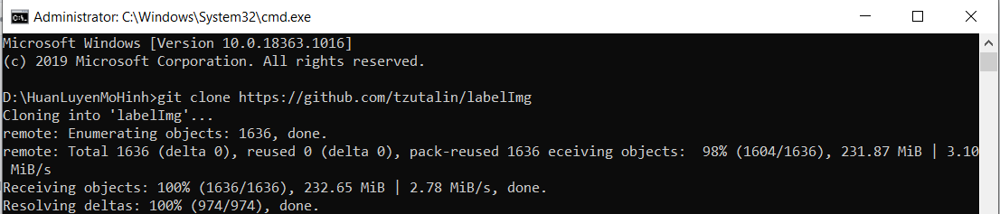 Administrator: C:\Windows\System32\cmd.exe
Microsoft Windows [Version 10.0.18363.1016]
(c) 2019 Microsoft Corporation. All rights reserved.
D:\HuanLuyenMoHinh>git clone https://github.com/tzutalin/labelImg
Cloning into 'labelImg'...
remote: Enumerating objects: 1636, done.
remote: Total 1636 (delta 0), reused 0 (delta 0), pack-reused 1636 eceiving objects:  98% (1604/1636), 231.87 MiB | 3.10
 MiB/s
Receiving objects: 100% (1636/1636), 232.65 MiB | 2.78 MiB/s, done.
Resolving deltas: 100% (974/974), done.